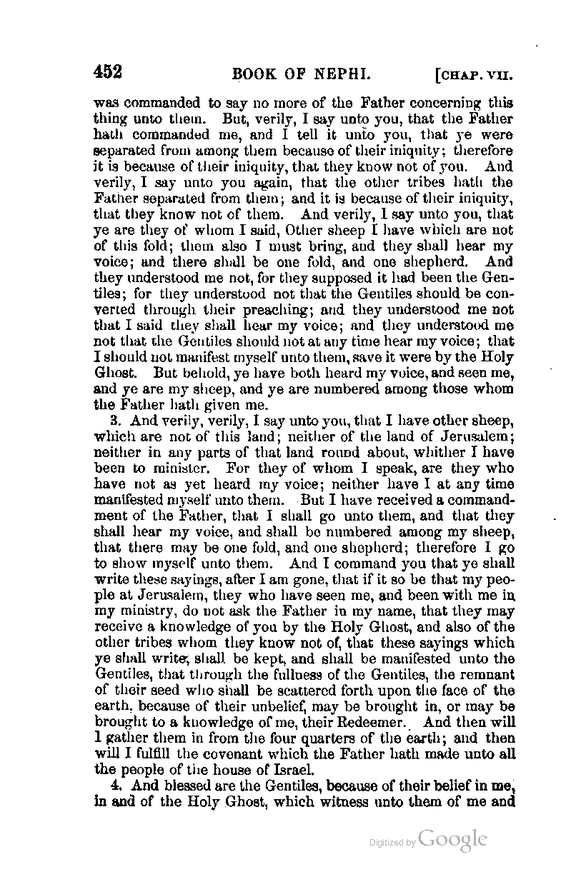 452 BOOK OF NEPHI. [CHAP. VII.
was commanded to say no more of the Father concerning this
thing unto them. But, verily, I say unto you, that the Father
hath commanded me, and I tell it unto you, that ye were
separated from among them because of their iniquity; therefore
it is because of their iniquity, that they know not of you. And
verily, I say unto you again, that the other tribes hath the
Father separated from them; and it is because of their iniquity,
that they know not of them. And verily, I say unto you, that
ye are they of whom I said, Other sheep I have which are not
of this fold; them also I must bring, and they shall hear my
voice; and there shall be one fold, and one shepherd. And
they understood me not, for they supposed it had been the Gen-
tiles; for they understood not that the Gentiles should be con-
verted through their preaching; and they understood me not
that I said they shall hear my voice; and they understood me
not that the Gentiles should not at any time hear my voice; that
I should not manifest myself unto them, save it were by the Holy
Ghost. But behold, ye have both heard my voice, and seen me,
and ye are my sheep, and ye are numbered among those whom
the Father hath given me.
3. And verily, verily, I say unto you, that I have other sheep,
which are not of this land; neither of the land of Jerusalem;
neither in any parts of that land round about, whither I have
been to minister. For they of whom I speak, are they who
have not as yet heard my voice; neither have I at any time
manifested myself unto them. But I have received a command-
ment of the Father, that I shall go unto them, and that they
shall hear my voice, and shall be numbered among my sheep,
that there may be one fold, and one shepherd; therefore I go
to show myself unto them. And I command you that ye shall
write these sayings, after I am gone, that if it so be that my peo-
ple at Jerusalem, they who have seen me, and been with me in
my ministry, do not ask the Father in my name, that they may
receive a knowledge of you by the Holy Ghost, and also of the
other tribes whom they know not of, that these sayings which
ye shall write, shall be kept, and shall be manifested unto the
Gentiles, that through the fullness of the Gentiles, the remnant
of their seed who shall be scattered forth upon the face of the
earth, because of their unbelief, may be brought in, or may be
brought to a knowledge of me, their Redeemer. And then will
I gather them in from the four quarters of the earth; and then
will I fulfill the covenant which the Father hath made unto all
the people of the house of Israel.
4. And blessed are the Gentiles, because of their belief in me,
in and of the Holy Ghost, which witness unto them of me and
Digitized by Google